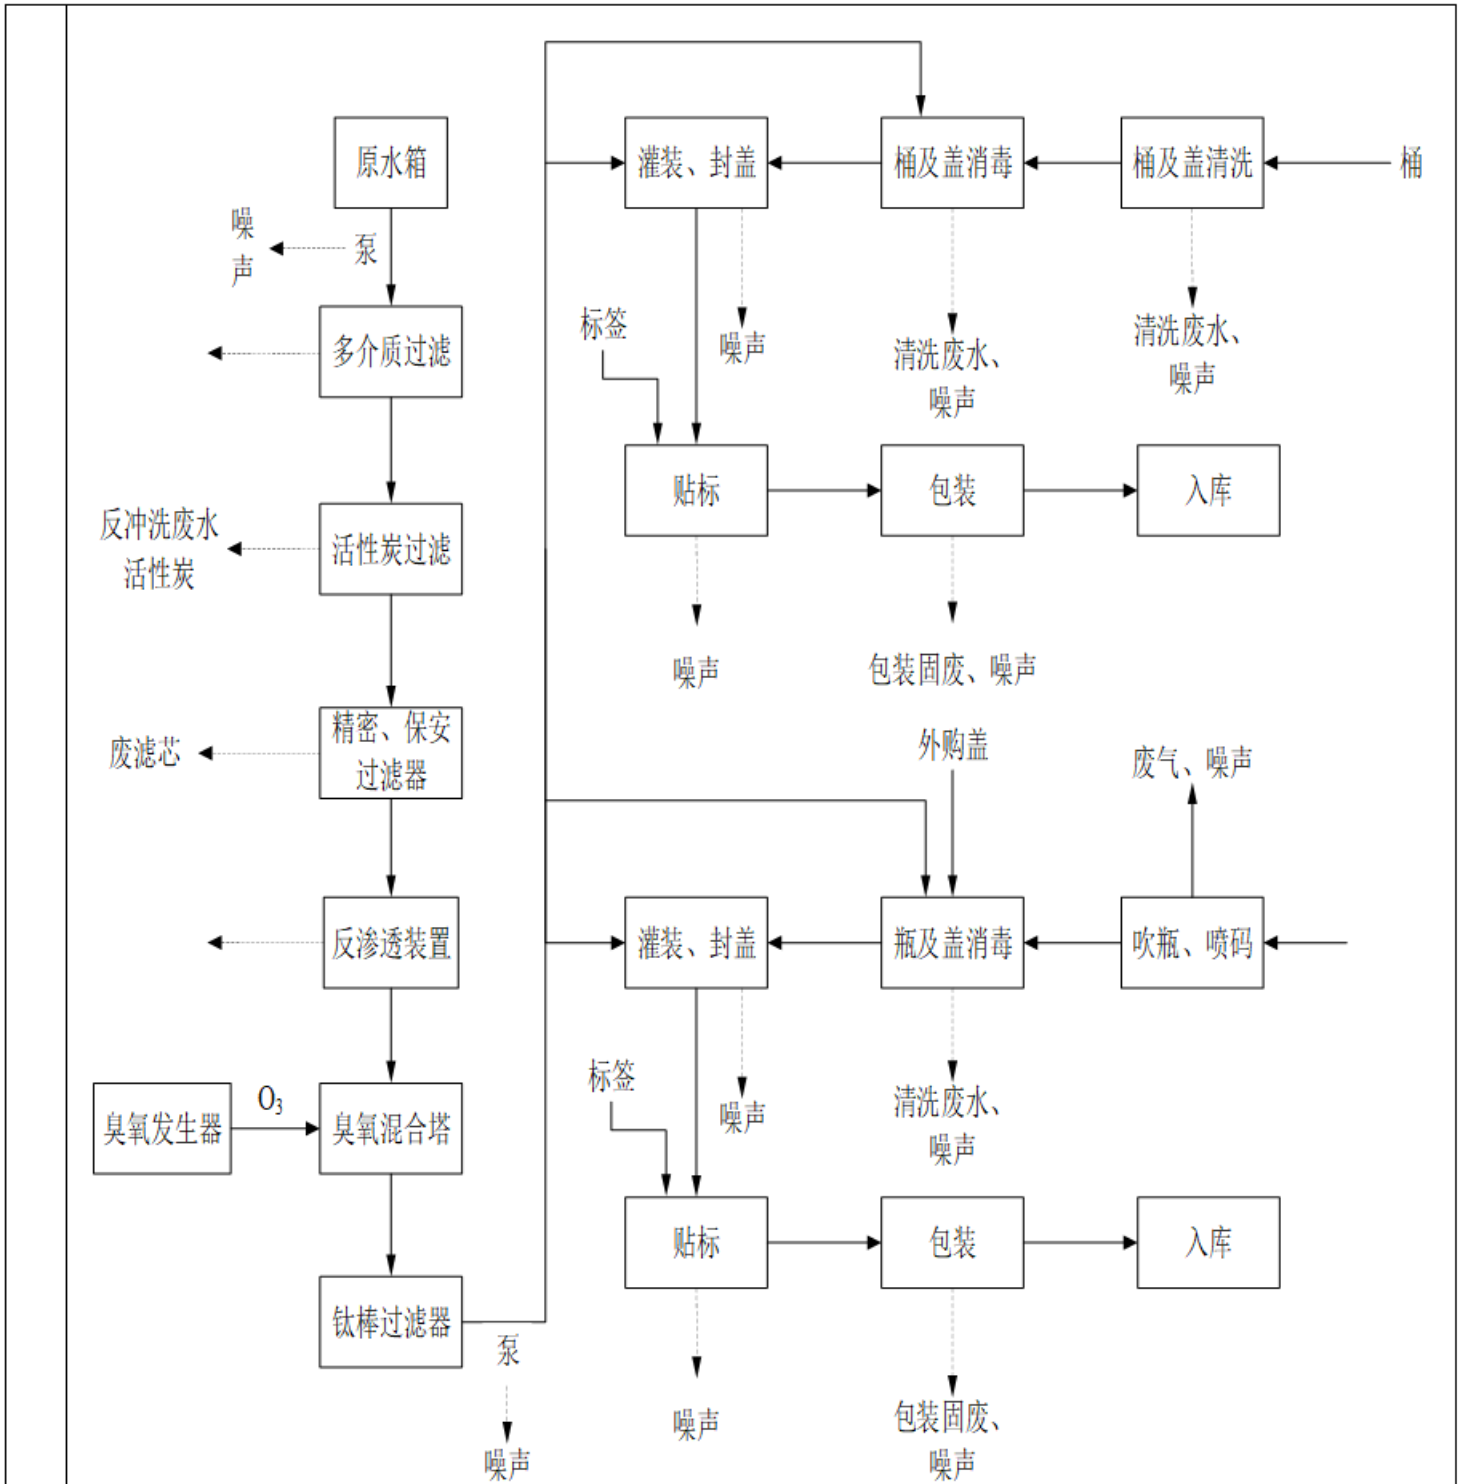 原水箱
噪
声
泵
多介质过滤
反冲洗废水
活性炭
活性炭过滤
废滤芯
精密、保安
过滤器
反渗透装置
臭氧发生器
O₃
臭氧混合塔
钛棒过滤器
泵
噪声
灌装、封盖
桶及盖消毒
桶及盖清洗
桶
标签
噪声
清洗废水、
噪声
清洗废水、
噪声
贴标
包装
入库
噪声
包装固废、噪声
外购盖
废气、噪声
灌装、封盖
瓶及盖消毒
吹瓶、喷码
标签
噪声
清洗废水、
噪声
贴标
包装
入库
噪声
包装固废、
噪声